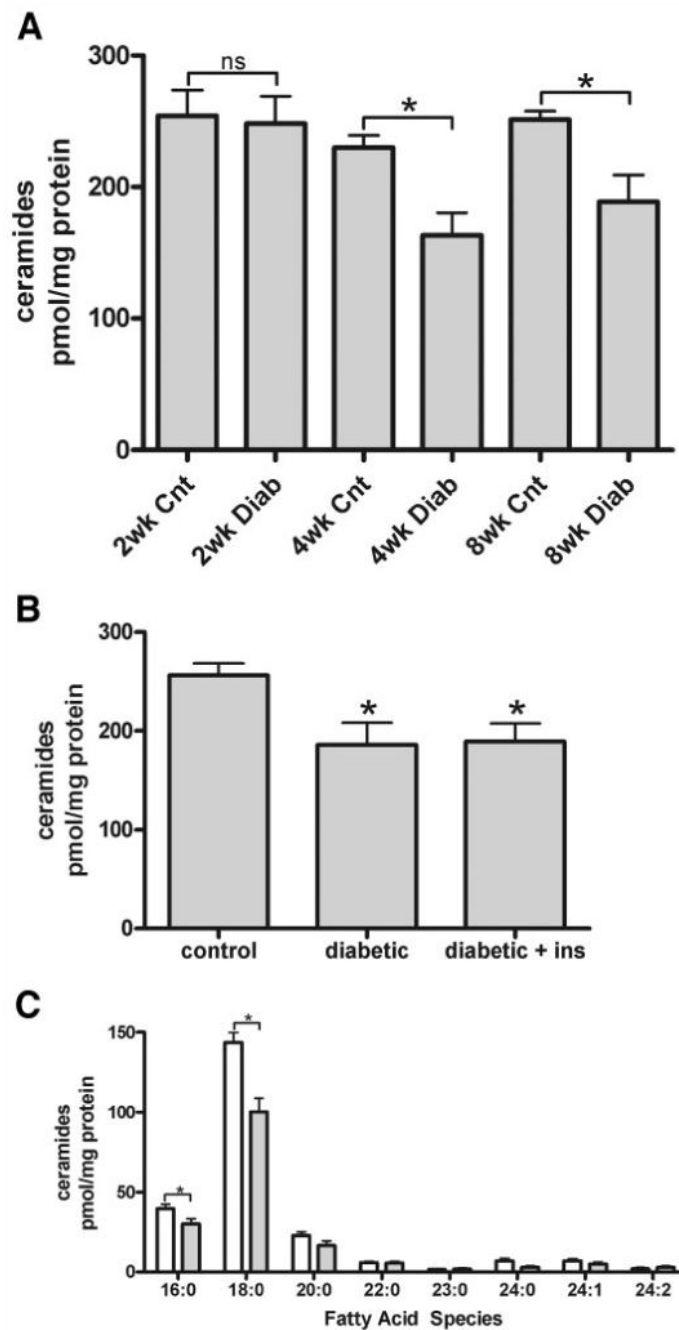 A
300
200
100
0
ceramides
pmol/mg protein
ns
*
*
2wk Cnt
2wk Diab
4wk Cnt
4wk Diab
8wk Cnt
8wk Diab
B
300
200
100
0
ceramides
pmol/mg protein
* *
control diabetic diabetic + ins
C
150
100
50
0
ceramides
pmol/mg protein
*
*
16:0 18:0 20:0 22:0 23:0 24:0 24:1 24:2
Fatty Acid Species